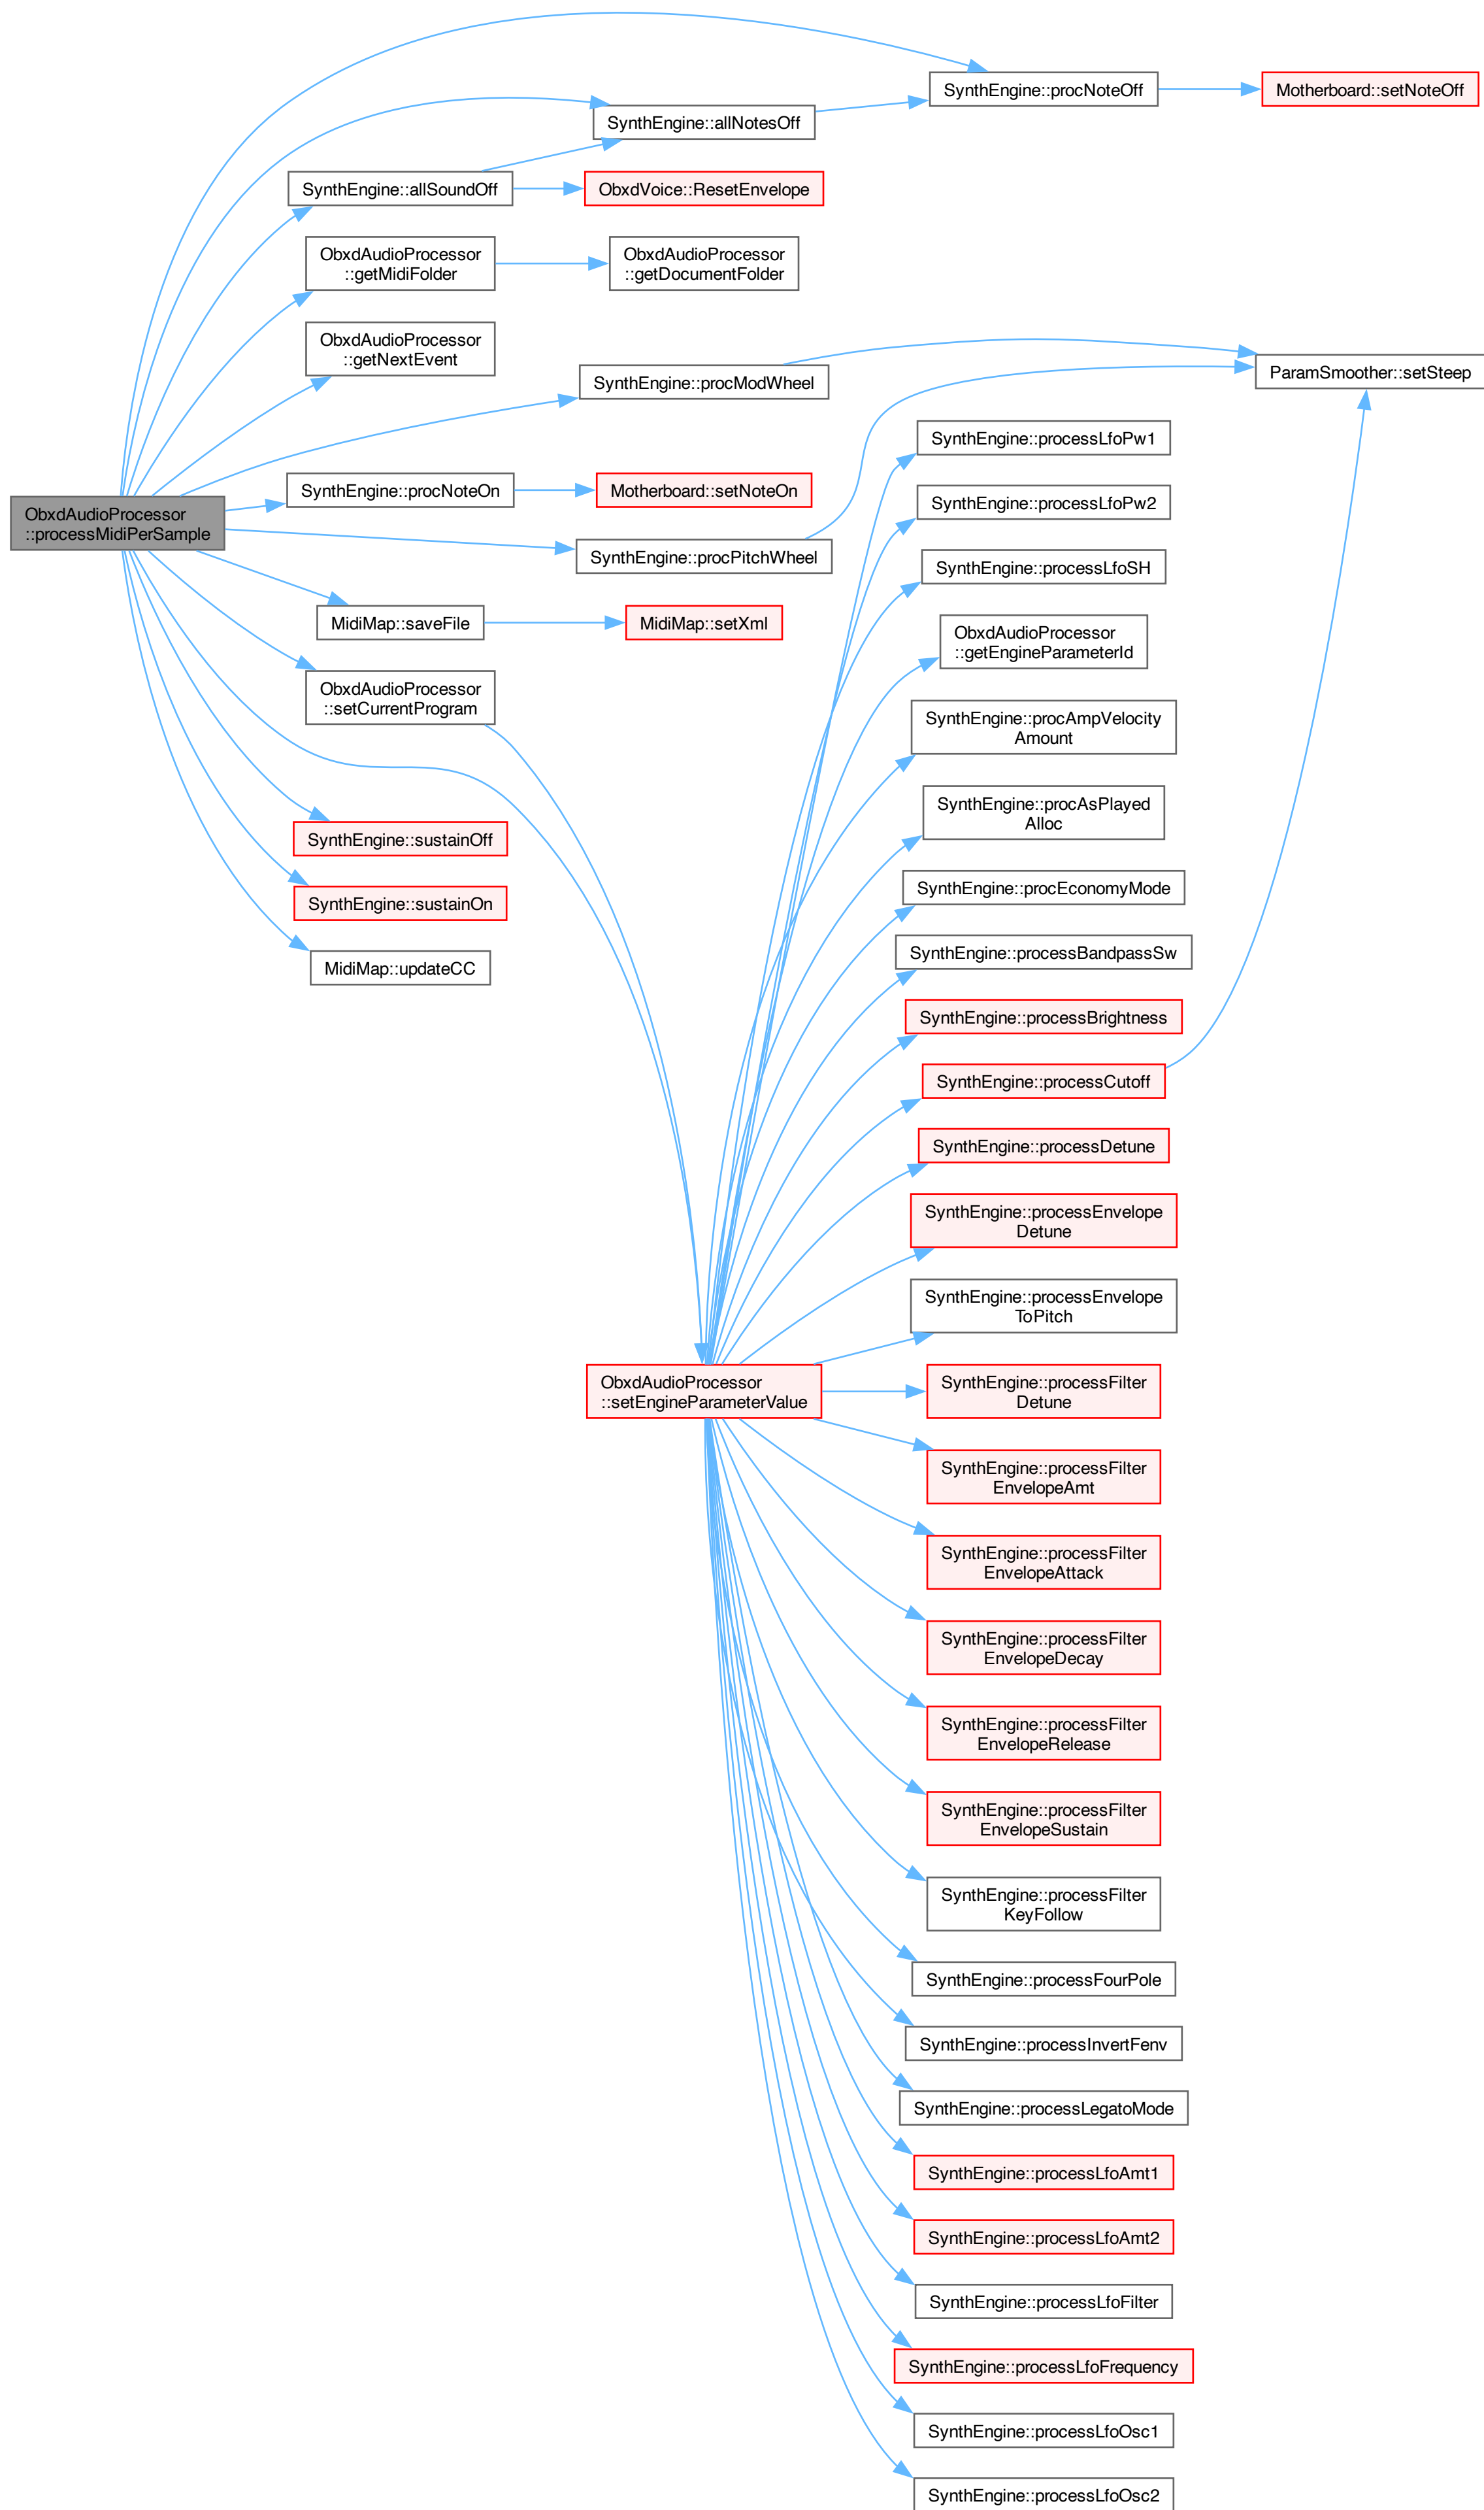 SynthEngine::procNoteOff
Motherboard::setNoteOff
SynthEngine::allNotesOff
SynthEngine::allSoundOff
ObxdVoice::ResetEnvelope
ObxdAudioProcessor
::getMidiFolder
ObxdAudioProcessor
::getDocumentFolder
ObxdAudioProcessor
::getNextEvent
SynthEngine::procModWheel
ParamSmoother::setSteep
SynthEngine::processLfoPw1
SynthEngine::procNoteOn
Motherboard::setNoteOn
SynthEngine::processLfoPw2
ObxdAudioProcessor
::processMidiPerSample
SynthEngine::procPitchWheel
SynthEngine::processLfoSH
MidiMap::saveFile
MidiMap::setXml
ObxdAudioProcessor
::getEngineParameterId
ObxdAudioProcessor
::setCurrentProgram
SynthEngine::procAmpVelocity
Amount
SynthEngine::procAsPlayed
Alloc
SynthEngine::sustainOff
SynthEngine::procEconomyMode
SynthEngine::sustainOn
SynthEngine::processBandpassSw
MidiMap::updateCC
SynthEngine::processBrightness
SynthEngine::processCutoff
SynthEngine::processDetune
SynthEngine::processEnvelope
Detune
SynthEngine::processEnvelope
ToPitch
ObxdAudioProcessor
::setEngineParameterValue
SynthEngine::processFilter
Detune
SynthEngine::processFilter
EnvelopeAmt
SynthEngine::processFilter
EnvelopeAttack
SynthEngine::processFilter
EnvelopeDecay
SynthEngine::processFilter
EnvelopeRelease
SynthEngine::processFilter
EnvelopeSustain
SynthEngine::processFilter
KeyFollow
SynthEngine::processFourPole
SynthEngine::processInvertFenv
SynthEngine::processLegatoMode
SynthEngine::processLfoAmt1
SynthEngine::processLfoAmt2
SynthEngine::processLfoFilter
SynthEngine::processLfoFrequency
SynthEngine::processLfoOsc1
SynthEngine::processLfoOsc2